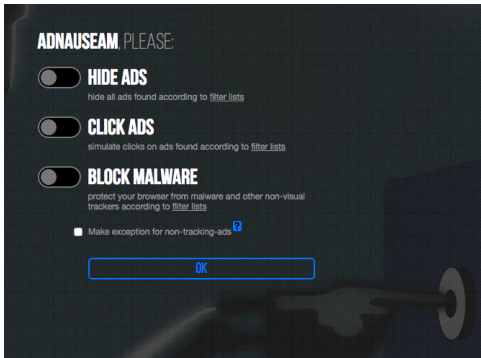 ADNAUSEAM, PLEASE:
HIDE ADS
hide all ads found according to filter lists
CLICK ADS
simulate clicks on ads found according to filter lists
BLOCK MALWARE
protect your browser from malware and other non-visual
trackers according to filter lists
Make exception for non-tracking-ads ?
OK